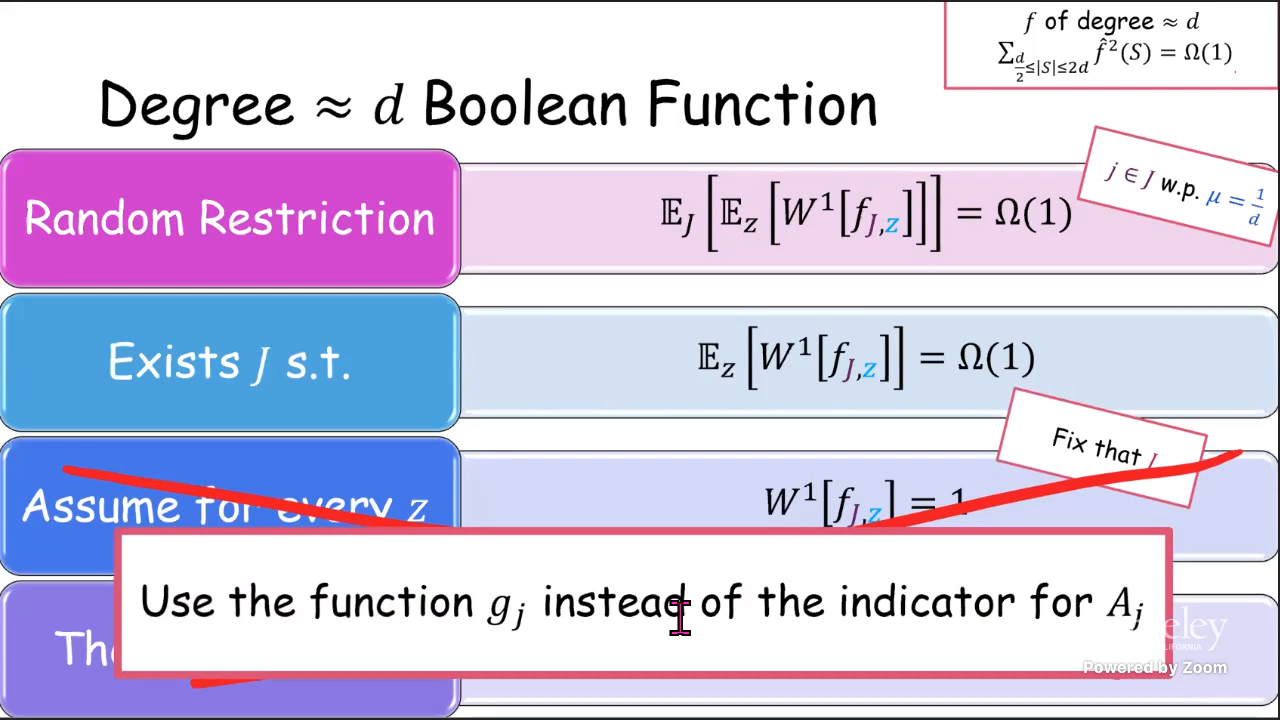 f of degree ≈ d
∑_{d/2≤|S|≤2d} f̂²(S) = Ω(1)
Degree ≈ d Boolean Function
j ∈ J w.p. μ = 1/d
Random Restriction
𝔼_J [𝔼_z [W¹[f_{J,z}]]] = Ω(1)
Exists J s.t.
𝔼_z [W¹[f_{J,z}]] = Ω(1)
Fix that J
Assume for every z
W¹[f_{J,z}] = 1
Use the function g_j instead of the indicator for A_j
Powered by Zoom